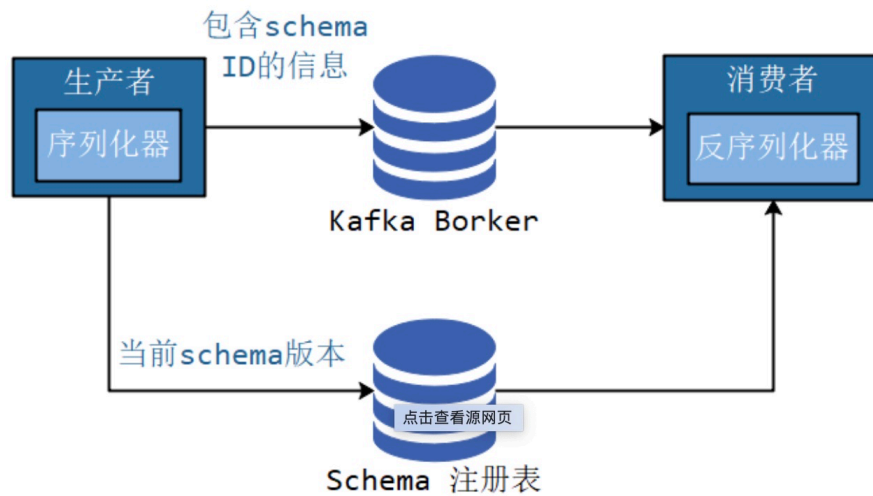 包含schema
ID的信息
生产者
序列化器
消费者
反序列化器
Kafka Borker
当前schema版本
点击查看源网页
Schema 注册表